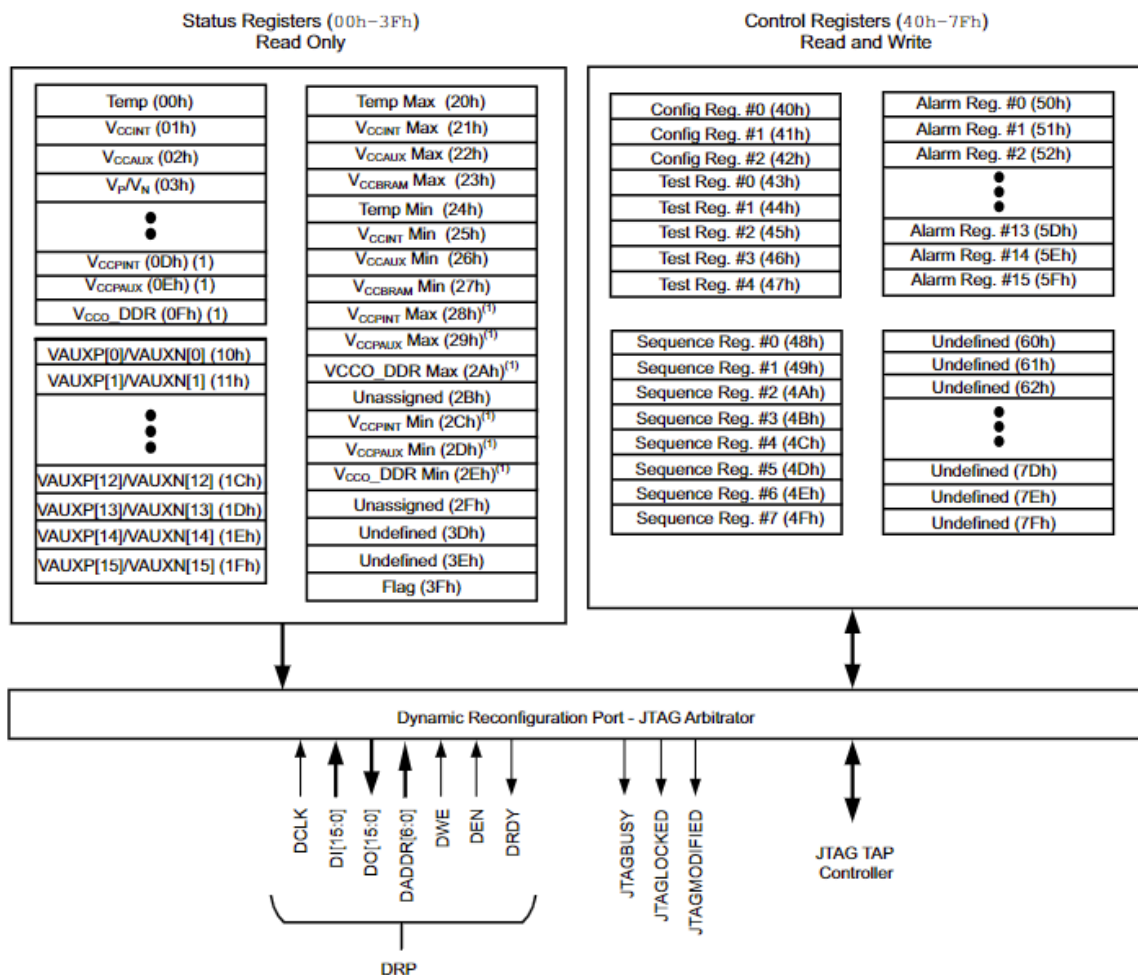 Status Registers (00h–3Fh)
Read Only
Temp (00h)
VCCINT (01h)
VCCAUX (02h)
VP/VN (03h)
VCCPINT (0Dh) (1)
VCCPAUX (0Eh) (1)
VCCO_DDR (0Fh) (1)
VAUXP[0]/VAUXN[0] (10h)
VAUXP[1]/VAUXN[1] (11h)
VAUXP[12]/VAUXN[12] (1Ch)
VAUXP[13]/VAUXN[13] (1Dh)
VAUXP[14]/VAUXN[14] (1Eh)
VAUXP[15]/VAUXN[15] (1Fh)
Temp Max (20h)
VCCINT Max (21h)
VCCAUX Max (22h)
VCCBRAM Max (23h)
Temp Min (24h)
VCCINT Min (25h)
VCCAUX Min (26h)
VCCBRAM Min (27h)
VCCPINT Max (28h)(1)
VCCPAUX Max (29h)(1)
VCCO_DDR Max (2Ah)(1)
Unassigned (2Bh)
VCCPINT Min (2Ch)(1)
VCCPAUX Min (2Dh)(1)
VCCO_DDR Min (2Eh)(1)
Unassigned (2Fh)
Undefined (3Dh)
Undefined (3Eh)
Flag (3Fh)
Control Registers (40h–7Fh)
Read and Write
Config Reg. #0 (40h)
Config Reg. #1 (41h)
Config Reg. #2 (42h)
Test Reg. #0 (43h)
Test Reg. #1 (44h)
Test Reg. #2 (45h)
Test Reg. #3 (46h)
Test Reg. #4 (47h)
Sequence Reg. #0 (48h)
Sequence Reg. #1 (49h)
Sequence Reg. #2 (4Ah)
Sequence Reg. #3 (4Bh)
Sequence Reg. #4 (4Ch)
Sequence Reg. #5 (4Dh)
Sequence Reg. #6 (4Eh)
Sequence Reg. #7 (4Fh)
Alarm Reg. #0 (50h)
Alarm Reg. #1 (51h)
Alarm Reg. #2 (52h)
Alarm Reg. #13 (5Dh)
Alarm Reg. #14 (5Eh)
Alarm Reg. #15 (5Fh)
Undefined (60h)
Undefined (61h)
Undefined (62h)
Undefined (7Dh)
Undefined (7Eh)
Undefined (7Fh)
Dynamic Reconfiguration Port - JTAG Arbitrator
DCLK
DI[15:0]
DO[15:0]
DADDR[6:0]
DWE
DEN
DRDY
JTAGBUSY
JTAGLOCKED
JTAGMODIFIED
JTAG TAP
Controller
DRP